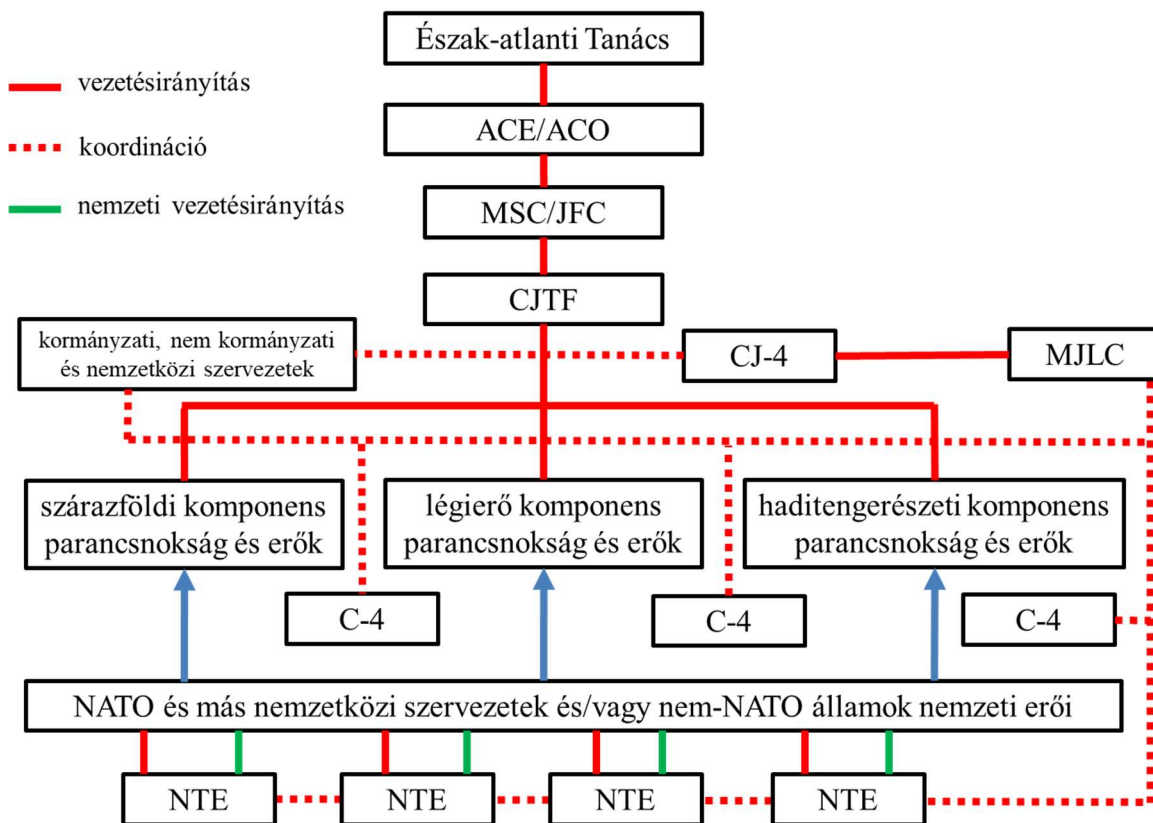 Észak-atlanti Tanács
vezetésirányítás
ACE/ACO
koordináció
MSC/JFC
nemzeti vezetésirányítás
CJTF
kormányzati, nem kormányzati
és nemzetközi szervezetek
CJ-4
MJLC
szárazföldi komponens
parancsnokság és erők
légierő komponens
parancsnokság és erők
haditengerészeti komponens
parancsnokság és erők
C-4
C-4
C-4
NATO és más nemzetközi szervezetek és/vagy nem-NATO államok nemzeti erői
NTE
NTE
NTE
NTE